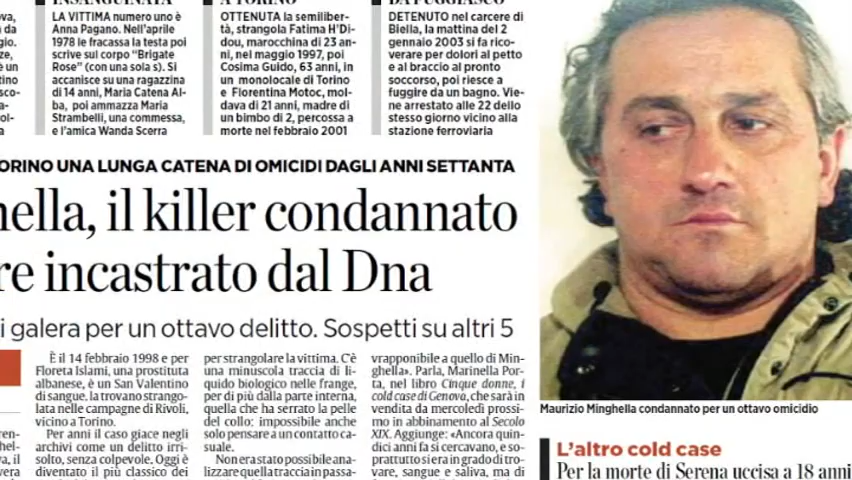 INSANGUINATA
LA VITTIMA numero uno è
Anna Pagano. Nell'aprile
1978 le fracassa la testa poi
scrive sul corpo "Brigate
Rose" (con una sola s). Si
accanisce su una ragazzina
di 14 anni, Maria Catena Al-
ba, poi ammazza Maria
Strambelli, una commessa,
e l'amica Wanda Scerra
A TORINO
OTTENUTA la semiliber-
tà, strangola Fatima H'Di-
dou, marocchina di 23 an-
ni, nel maggio 1997, poi
Cosima Guido, 63 anni, in
un monolocale di Torino
e Florentina Motoc, mol-
dava di 21 anni, madre di
un bimbo di 2, percossa a
morte nel febbraio 2001
DA FUGGIASCO
DETENUTO nel carcere di
Biella, la mattina del 2
gennaio 2003 si fa rico-
verare per dolori al petto
e al braccio al pronto
soccorso, poi riesce a
fuggire da un bagno. Vie-
ne arrestato alle 22 dello
stesso giorno vicino alla
stazione ferroviaria
ORINO UNA LUNGA CATENA DI OMICIDI DAGLI ANNI SETTANTA
hella, il killer condannato
re incastrato dal Dna
i galera per un ottavo delitto. Sospetti su altri 5
È il 14 febbraio 1998 e per
Floreta Islami, una prostituta
albanese, è un San Valentino
di sangue, la trovano strango-
lata nelle campagne di Rivoli,
vicino a Torino.
Per anni il caso giace negli
archivi come un delitto irri-
solto, senza colpevole. Oggi è
diventato il più classico dei
per strangolare la vittima. C'è
una minuscola traccia di li-
quido biologico nelle frange,
per di più dalla parte interna,
quella che ha serrato la pelle
del collo: impossibile anche
solo pensare a un contatto ca-
suale.
Non era stato possibile ana-
lizzare quella traccia in passa-
vrapponibile a quello di Min-
ghella». Parla, Marinella Por-
ta, nel libro Cinque donne, i
cold case di Genova, che sarà in
vendita da mercoledì prossi-
mo in abbinamento al Secolo
XIX. Aggiunge: «Ancora quin-
dici anni fa si cercavano, e so-
prattutto si era in grado di tro-
vare, sangue e saliva, ma di
Maurizio Minghella condannato per un ottavo omicidio
L'altro cold case
Per la morte di Serena uccisa a 18 anni